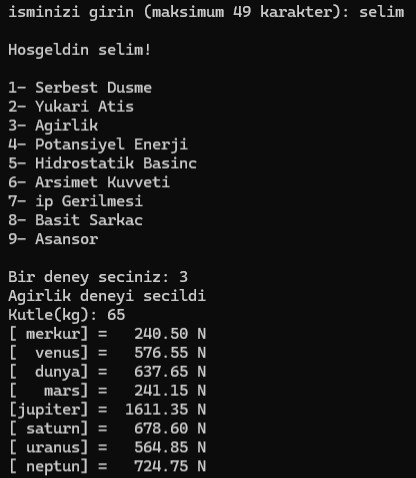 isminizi girin (maksimum 49 karakter): selim
Hosgeldin selim!
1- Serbest Dusme
2- Yukari Atis
3- Agirlik
4- Potansiyel Enerji
5- Hidrostatik Basinc
6- Arsimet Kuvveti
7- ip Gerilmesi
8- Basit Sarkac
9- Asansor
Bir deney seciniz: 3
Agirlik deneyi secildi
Kutle(kg): 65
[ merkur] =   240.50 N
[  venus] =   576.55 N
[  dunya] =   637.65 N
[   mars] =   241.15 N
[jupiter] =  1611.35 N
[ saturn] =   678.60 N
[ uranus] =   564.85 N
[ neptun] =   724.75 N